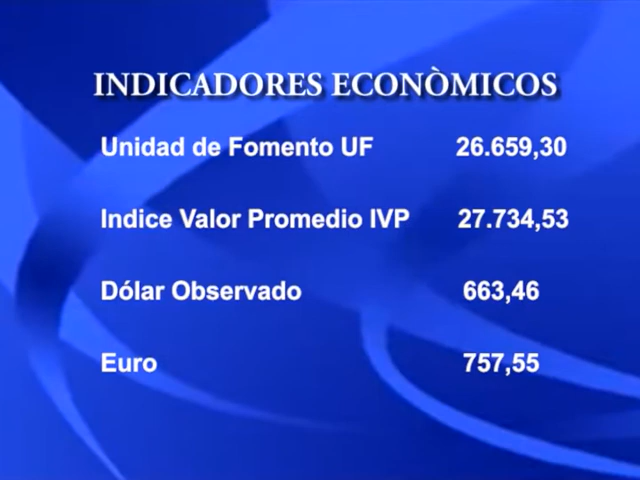 INDICADORES ECONÒMICOS
Unidad de Fomento UF 26.659,30
Indice Valor Promedio IVP 27.734,53
Dólar Observado 663,46
Euro 757,55